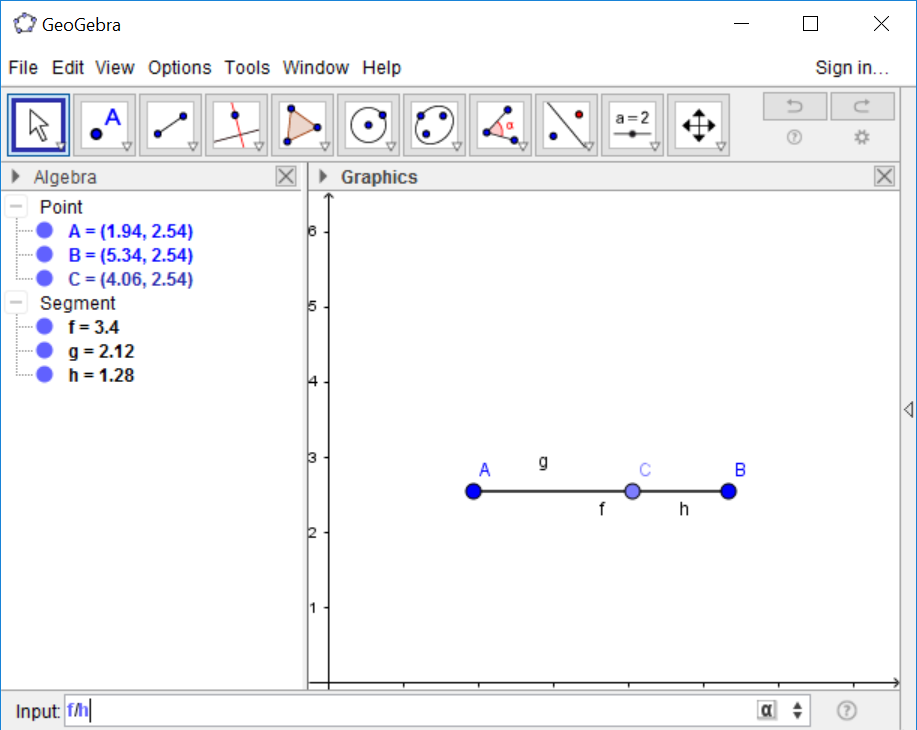 GeoGebra
File Edit View Options Tools Window Help Sign in...
A α a=2
Algebra Graphics
Point
A = (1.94, 2.54)
B = (5.34, 2.54)
C = (4.06, 2.54)
Segment
f = 3.4
g = 2.12
h = 1.28
6
5
4
3
2
1
A g C B
f h
Input: f/h α